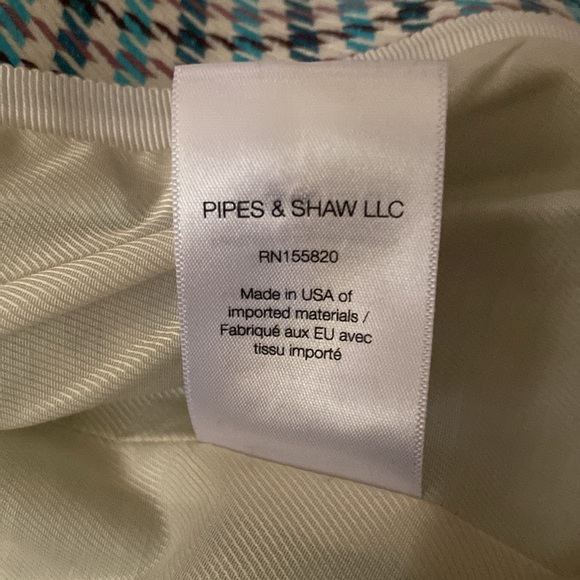 PIPES & SHAW LLC
RN155820
Made in USA of
imported materials /
Fabriqué aux EU avec
tissu importé